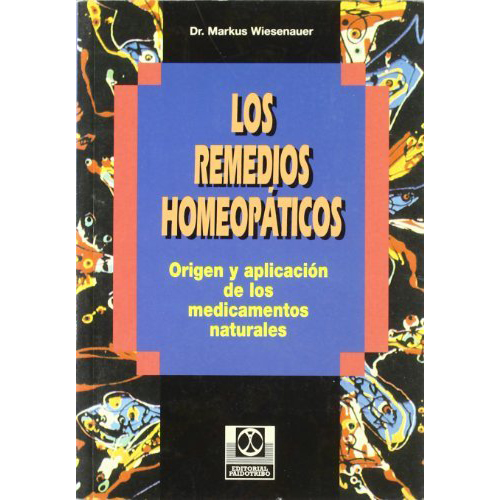 Dr. Markus Wiesenauer
LOS
REMEDIOS
HOMEOPÁTICOS
Origen y aplicación
de los
medicamentos
naturales
EDITORIAL
PAIDOTRIBO